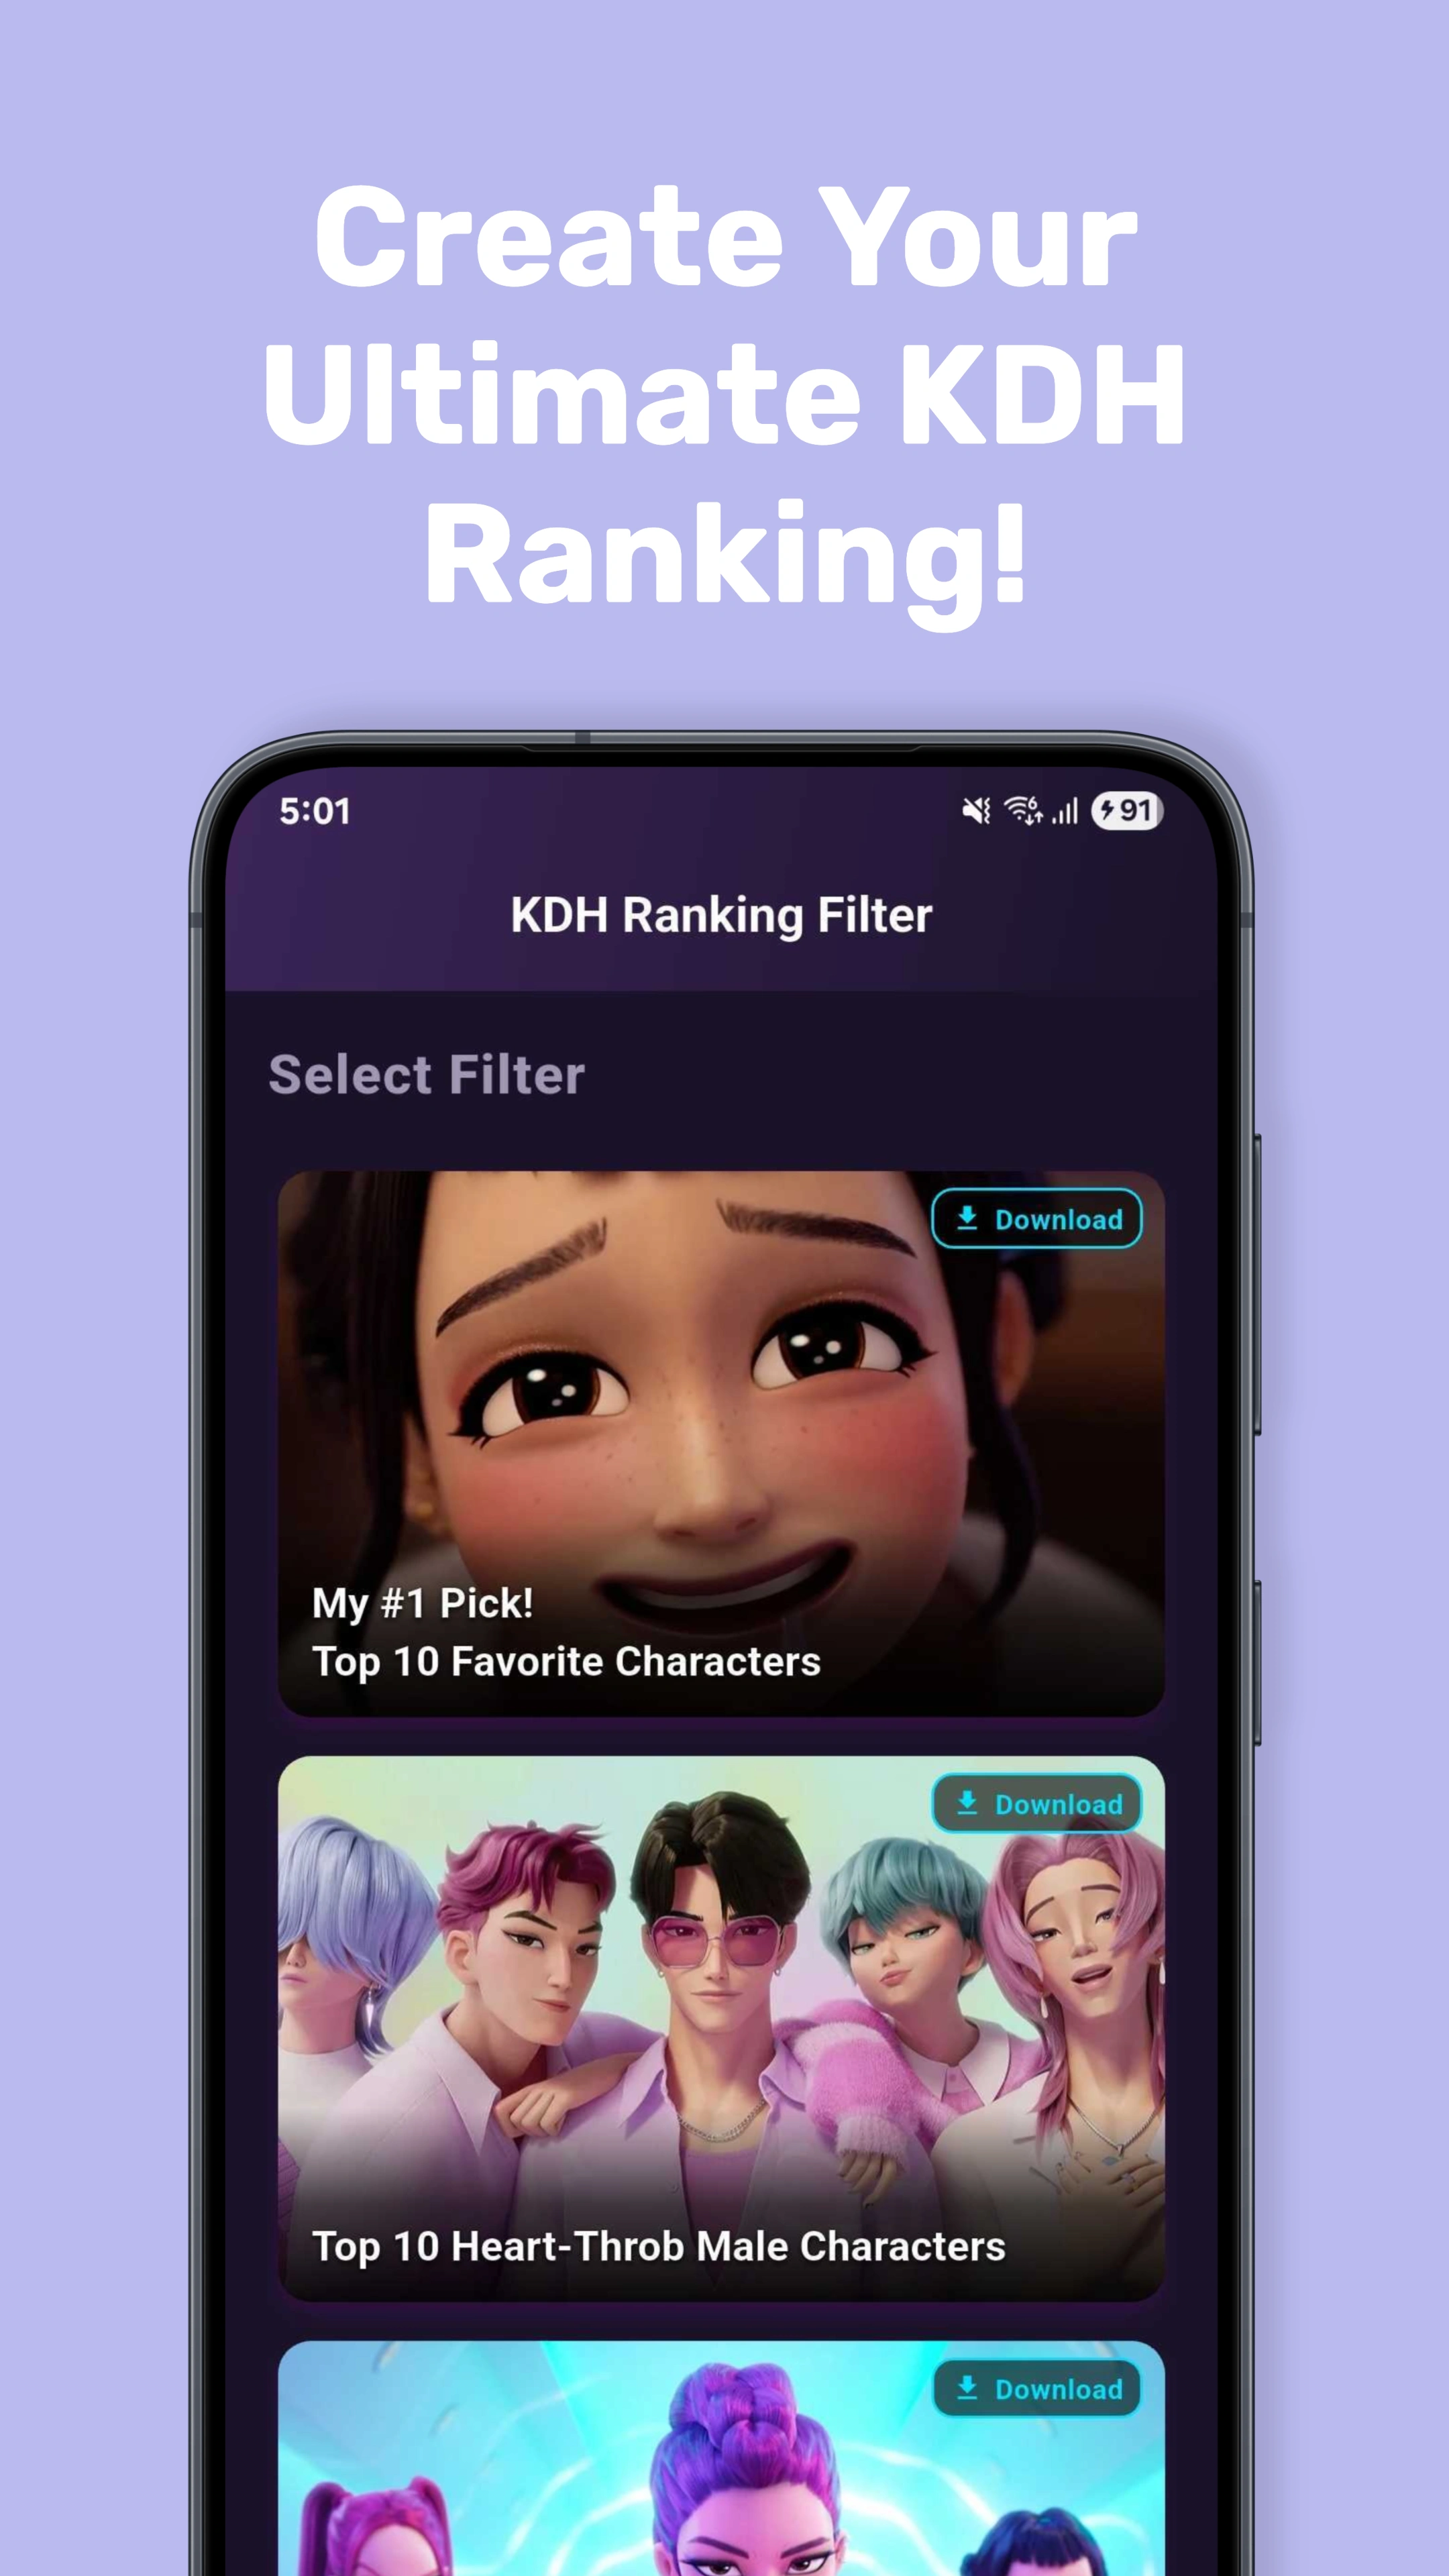 Create Your
Ultimate KDH
Ranking!
5:01
6
91
KDH Ranking Filter
Select Filter
Download
My #1 Pick!
Top 10 Favorite Characters
Download
Top 10 Heart-Throb Male Characters
Download